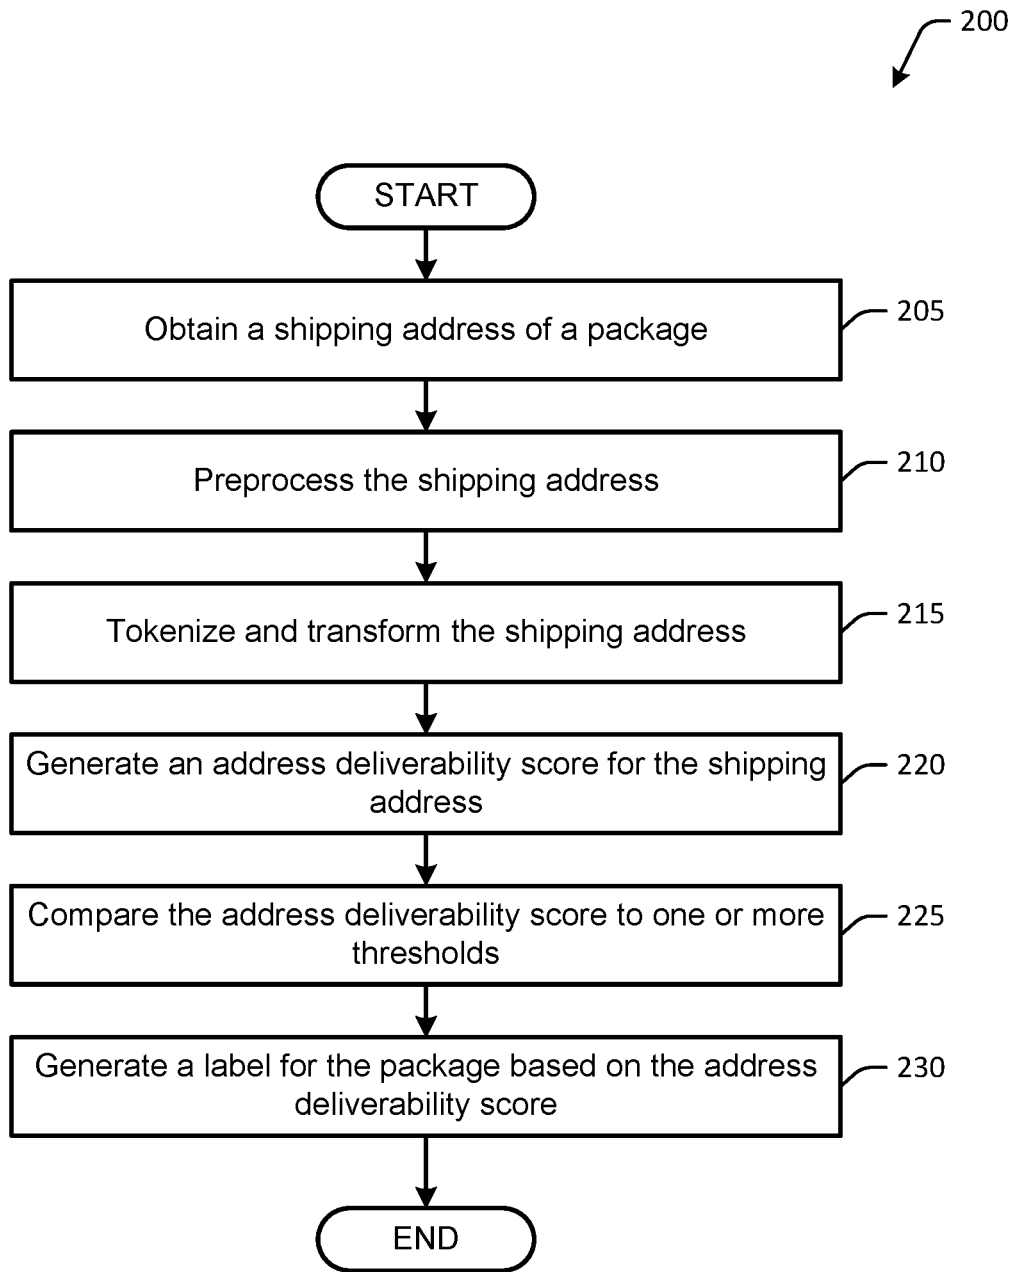 200
START
Obtain a shipping address of a package
205
Preprocess the shipping address
210
Tokenize and transform the shipping address
215
Generate an address deliverability score for the shipping
address
220
Compare the address deliverability score to one or more
thresholds
225
Generate a label for the package based on the address
deliverability score
230
END